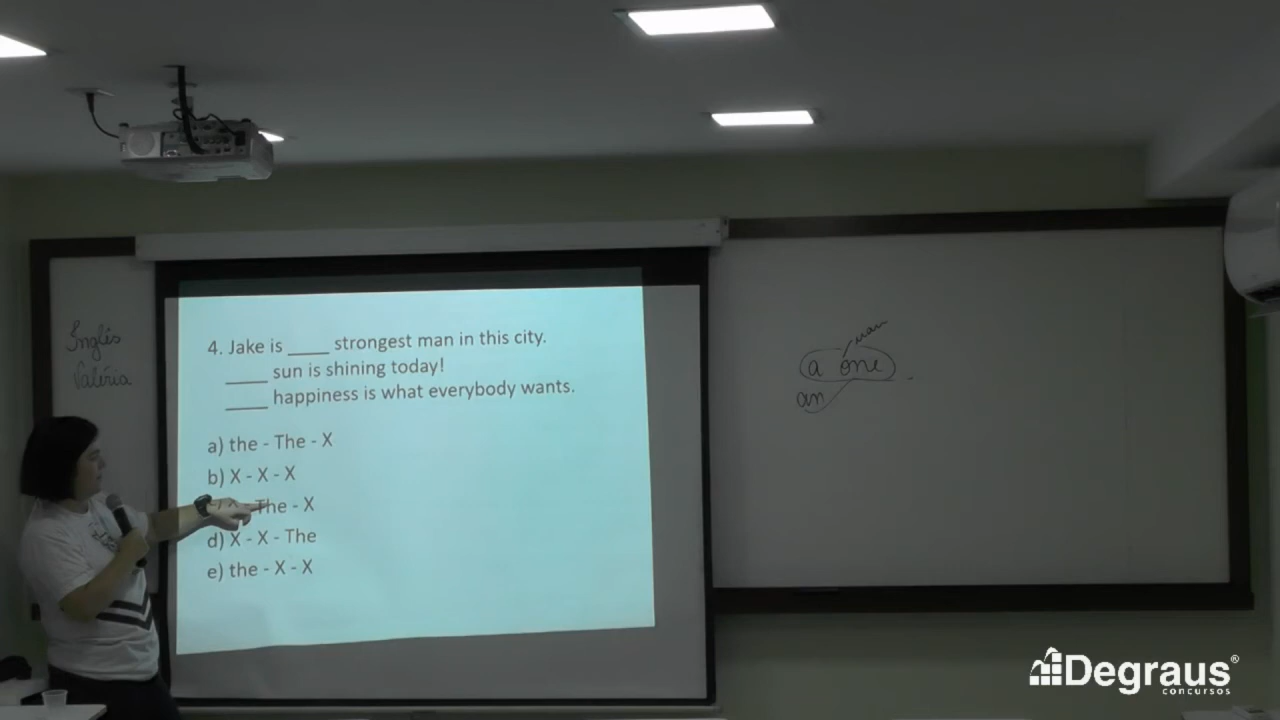 Inglês
Valéria
4. Jake is ____ strongest man in this city.
____ sun is shining today!
____ happiness is what everybody wants.
a) the - The - X
b) X - X - X
The - X
d) X - X - The
e) the - X - X
a one
an
Degraus®
concursos